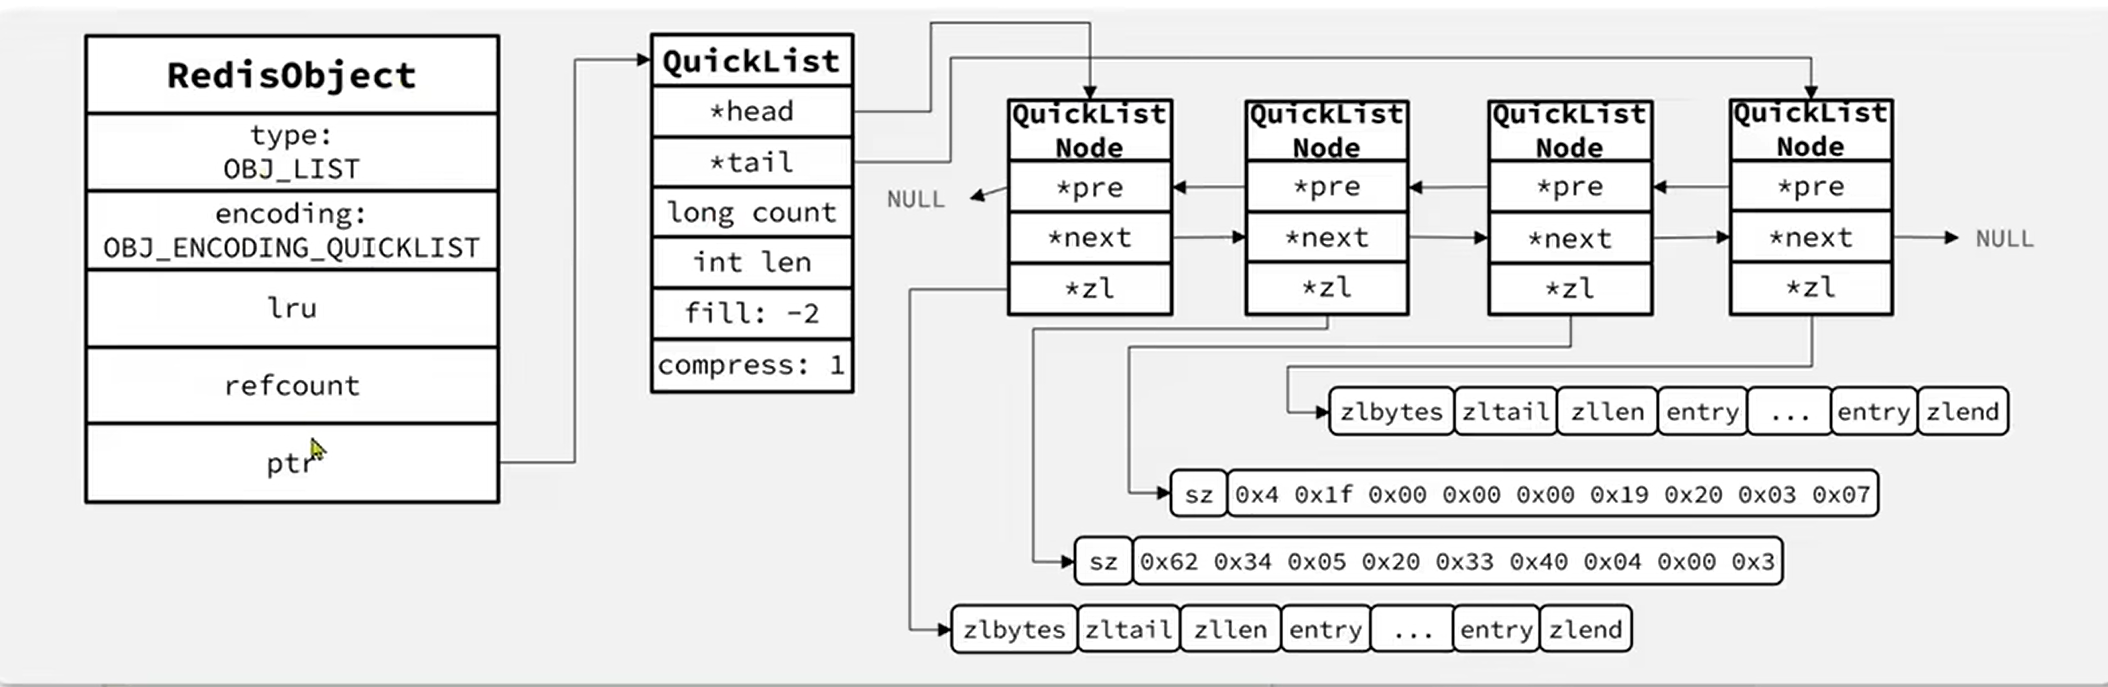 RedisObject
type:
OBJ_LIST
encoding:
OBJ_ENCODING_QUICKLIST
lru
refcount
ptr
QuickList
*head
*tail
long count
int len
fill: -2
compress: 1
NULL
QuickList
Node
*pre
*next
*zl
QuickList
Node
*pre
*next
*zl
QuickList
Node
*pre
*next
*zl
QuickList
Node
*pre
*next
*zl
NULL
zlbytes zltail zllen entry ... entry zlend
sz 0x4 0x1f 0x00 0x00 0x00 0x19 0x20 0x03 0x07
sz 0x62 0x34 0x05 0x20 0x33 0x40 0x04 0x00 0x3
zlbytes zltail zllen entry ... entry zlend